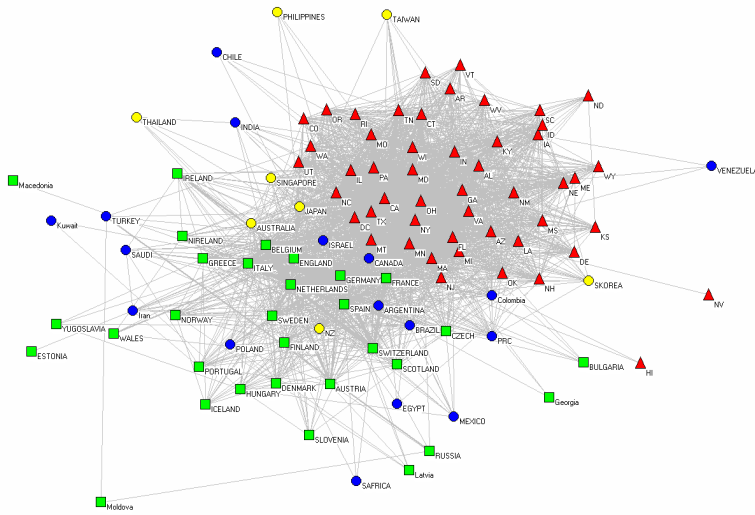 PHILIPPINES
TAIWAN
CHILE
VT
SD
AR
WV
ND
THAILAND
INDIA
OR
RI
TN
CT
SC
CO
ID
MO
IA
KY
WA
WI
IN
IRELAND
UT
AL
WY
VENEZUELA
Macedonia
SINGAPORE
IL
PA
MD
ME
NE
NC
CA
GA
NM
JAPAN
OH
VA
TX
DC
NY
MS
Kuwait
TURKEY
AUSTRALIA
KS
NIRELAND
ISRAEL
AZ
BELGIUM
MT
MN
FL
LA
SAUDI
MI
DE
GREECE
ITALY
ENGLAND
CANADA
MA
GERMANY
FRANCE
OK
NH
SKOREA
NETHERLANDS
NJ
NV
Colombia
Iran
SPAIN
ARGENTINA
NORWAY
SWEDEN
YUGOSLAVIA
BRAZIL
WALES
NZ
CZECH
PRC
POLAND
FINLAND
ESTONIA
SWITZERLAND
PORTUGAL
SCOTLAND
BULGARIA
HI
HUNGARY
DENMARK
AUSTRIA
ICELAND
Georgia
EGYPT
MEXICO
SLOVENIA
RUSSIA
Latvia
SAFRICA
Moldova